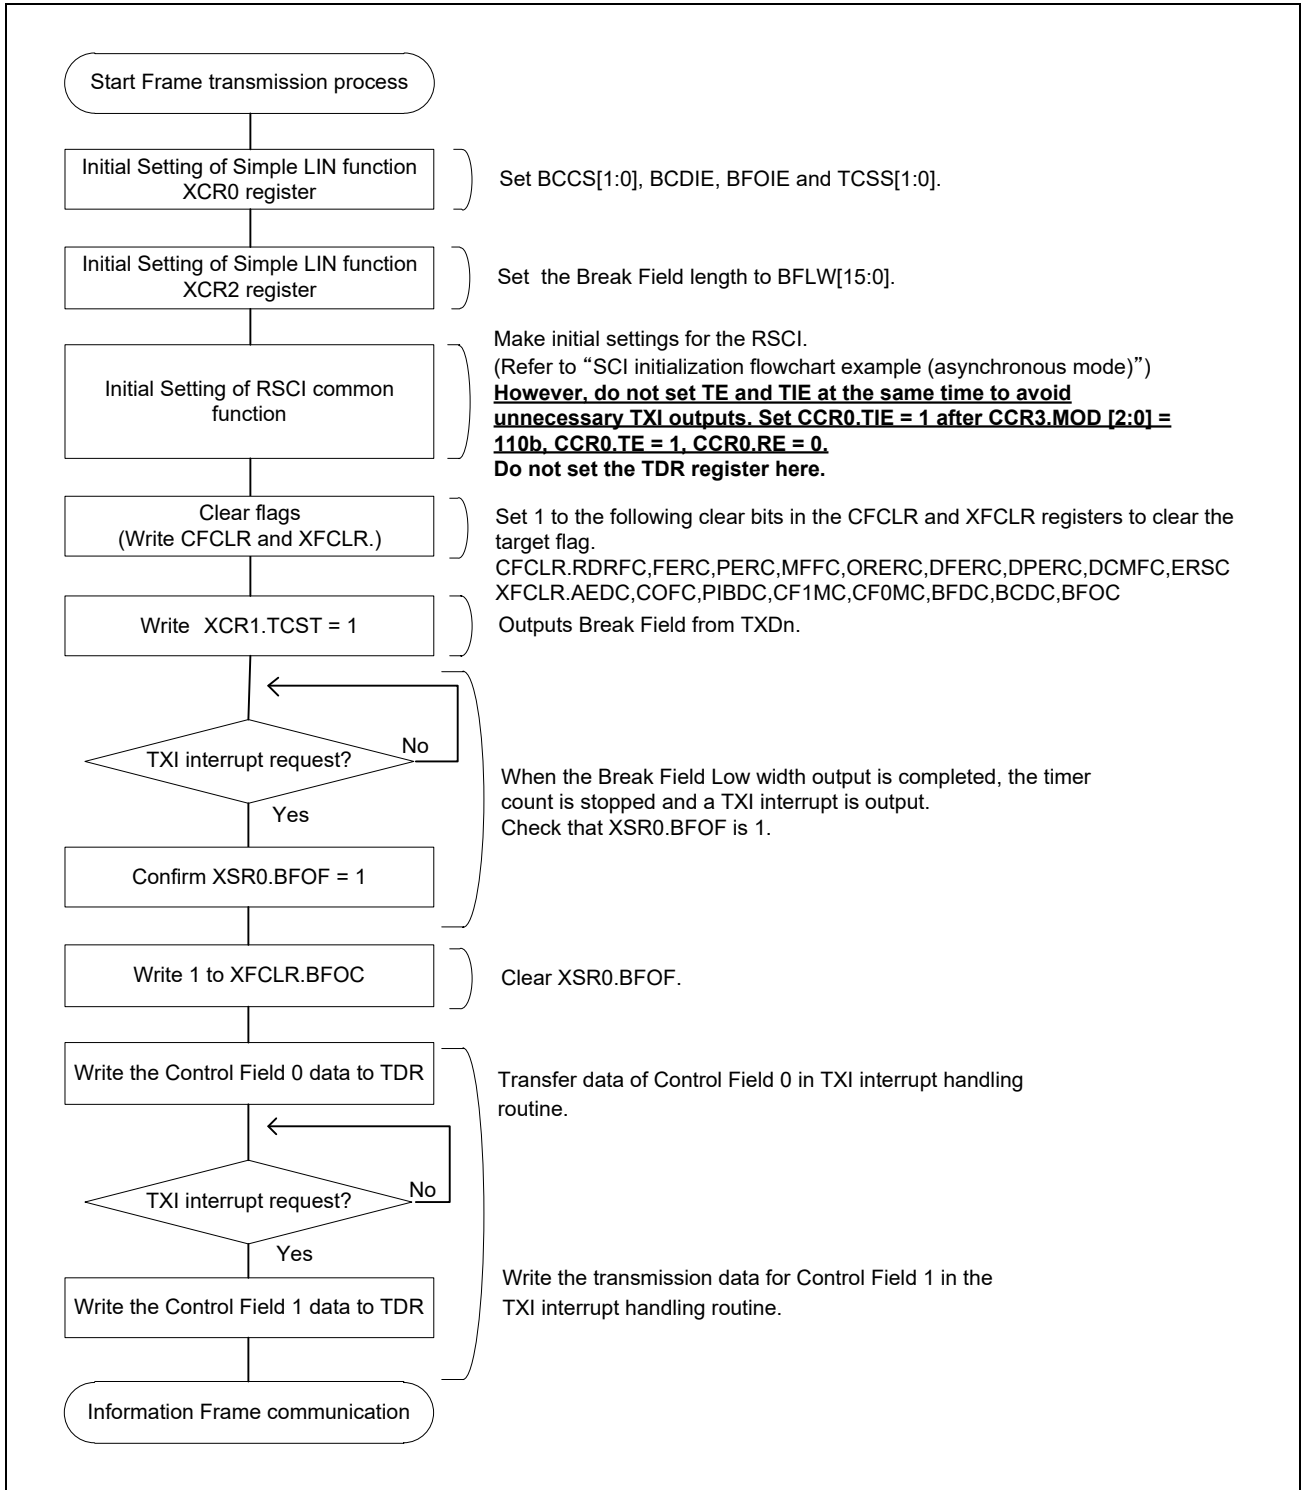 Start Frame transmission process
Initial Setting of Simple LIN function
XCR0 register
Set BCCS[1:0], BCDIE, BFOIE and TCSS[1:0].
Initial Setting of Simple LIN function
XCR2 register
Set  the Break Field length to BFLW[15:0].
Initial Setting of RSCI common
function
Make initial settings for the RSCI.
(Refer to “SCI initialization flowchart example (asynchronous mode)”)
However, do not set TE and TIE at the same time to avoid
unnecessary TXI outputs. Set CCR0.TIE = 1 after CCR3.MOD [2:0] =
110b, CCR0.TE = 1, CCR0.RE = 0.
Do not set the TDR register here.
Clear flags
(Write CFCLR and XFCLR.)
Set 1 to the following clear bits in the CFCLR and XFCLR registers to clear the
target flag.
CFCLR.RDRFC,FERC,PERC,MFFC,ORERC,DFERC,DPERC,DCMFC,ERSC
XFCLR.AEDC,COFC,PIBDC,CF1MC,CF0MC,BFDC,BCDC,BFOC
Write  XCR1.TCST = 1
Outputs Break Field from TXDn.
TXI interrupt request?
No
Yes
When the Break Field Low width output is completed, the timer
count is stopped and a TXI interrupt is output.
Check that XSR0.BFOF is 1.
Confirm XSR0.BFOF = 1
Write 1 to XFCLR.BFOC
Clear XSR0.BFOF.
Write the Control Field 0 data to TDR
Transfer data of Control Field 0 in TXI interrupt handling
routine.
TXI interrupt request?
No
Yes
Write the Control Field 1 data to TDR
Write the transmission data for Control Field 1 in the
TXI interrupt handling routine.
Information Frame communication